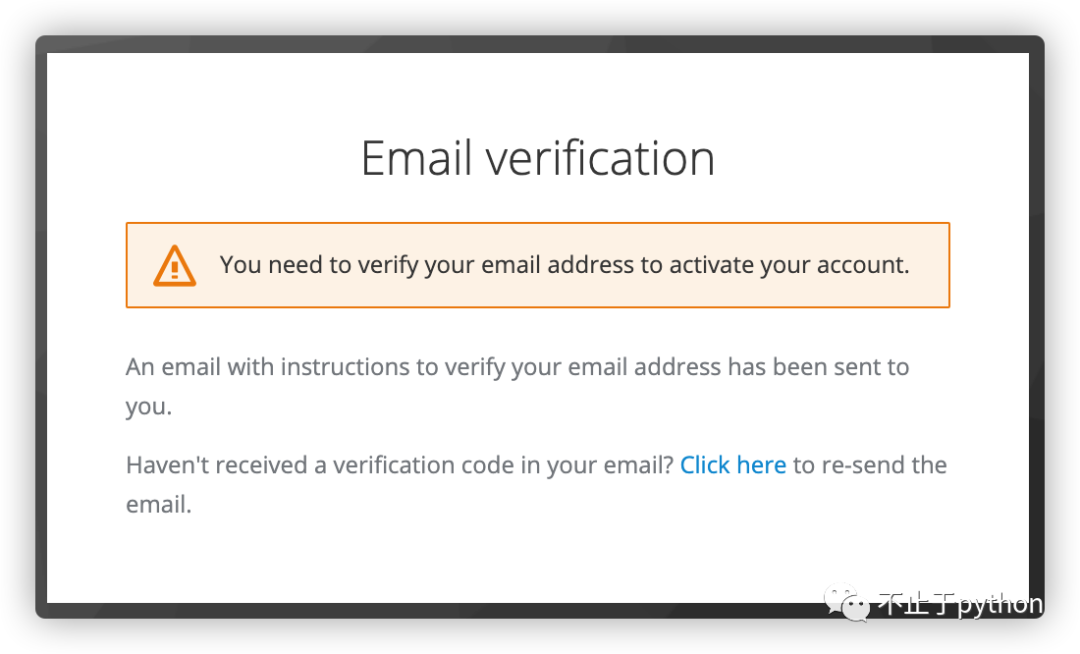 Email verification
You need to verify your email address to activate your account.
An email with instructions to verify your email address has been sent to
you.
Haven't received a verification code in your email? Click here to re-send the
email.
不止于python